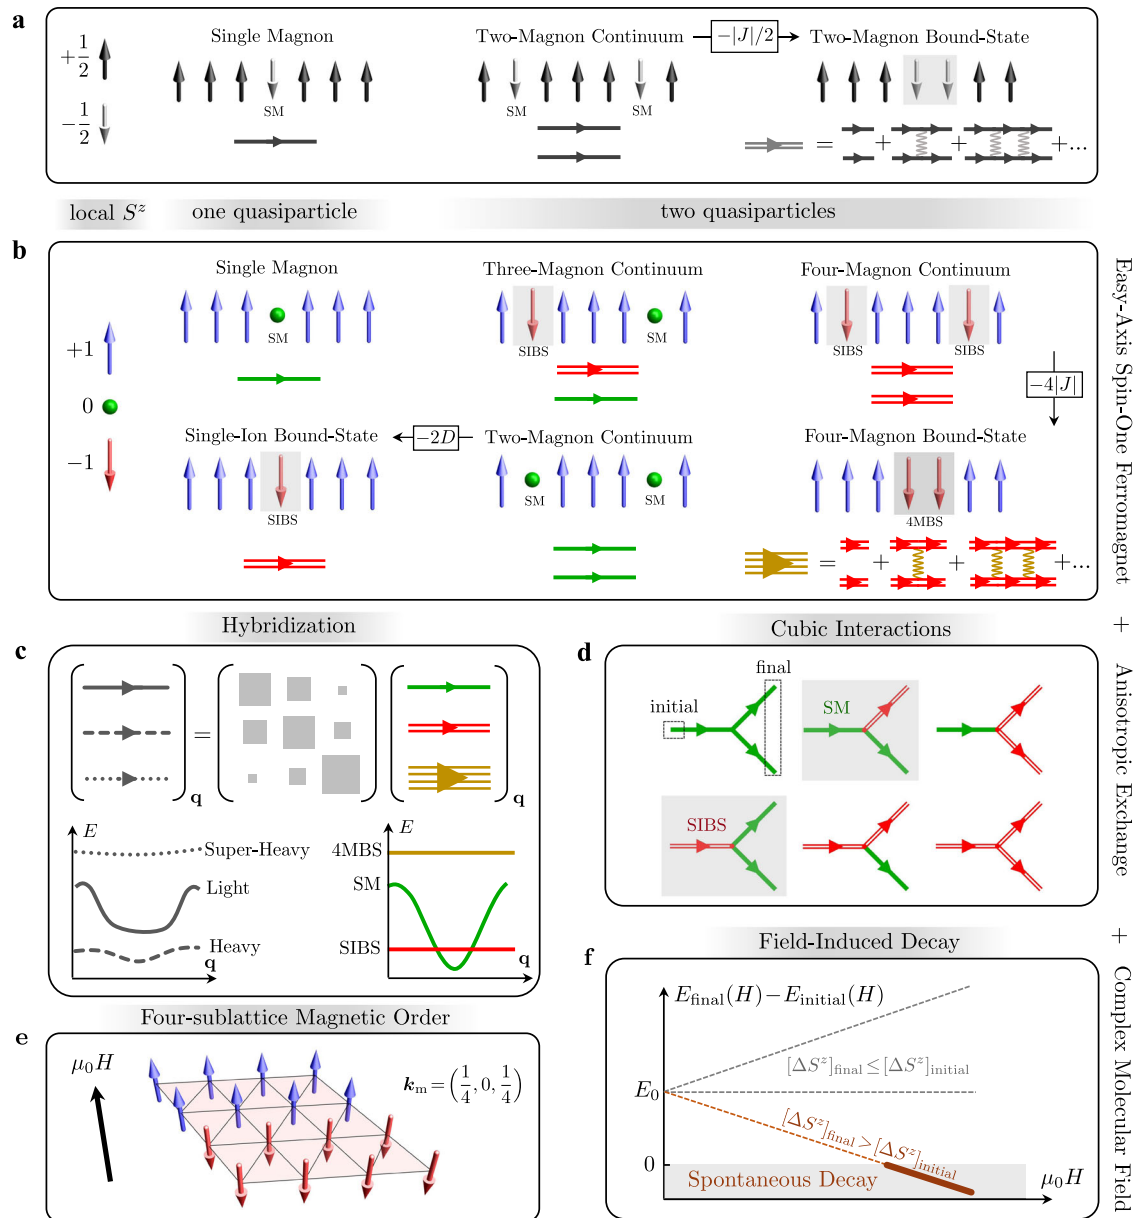 a
+1/2
−1/2
Single Magnon
SM
Two-Magnon Continuum
SM
SM
−|J|/2
Two-Magnon Bound-State
= + + +...
local S^z
one quasiparticle
two quasiparticles
b
+1
0
−1
Single Magnon
SM
Three-Magnon Continuum
SIBS
SM
Four-Magnon Continuum
SIBS
SIBS
−4|J|
Single-Ion Bound-State
SIBS
−2D
Two-Magnon Continuum
SM
SM
Four-Magnon Bound-State
4MBS
= + + +...
Easy-Axis Spin-One Ferromagnet + Anisotropic Exchange + Complex Molecular Field
Hybridization
c
q
=
q
E
Super-Heavy
Light
Heavy
q
E
4MBS
SM
SIBS
q
Cubic Interactions
d
initial
final
SM
SIBS
Four-sublattice Magnetic Order
e
μ₀H
k_m = (1/4, 0, 1/4)
Field-Induced Decay
f
E_final(H) − E_initial(H)
[ΔS^z]_final ≤ [ΔS^z]_initial
E₀
[ΔS^z]_final > [ΔS^z]_initial
0
Spontaneous Decay
μ₀H